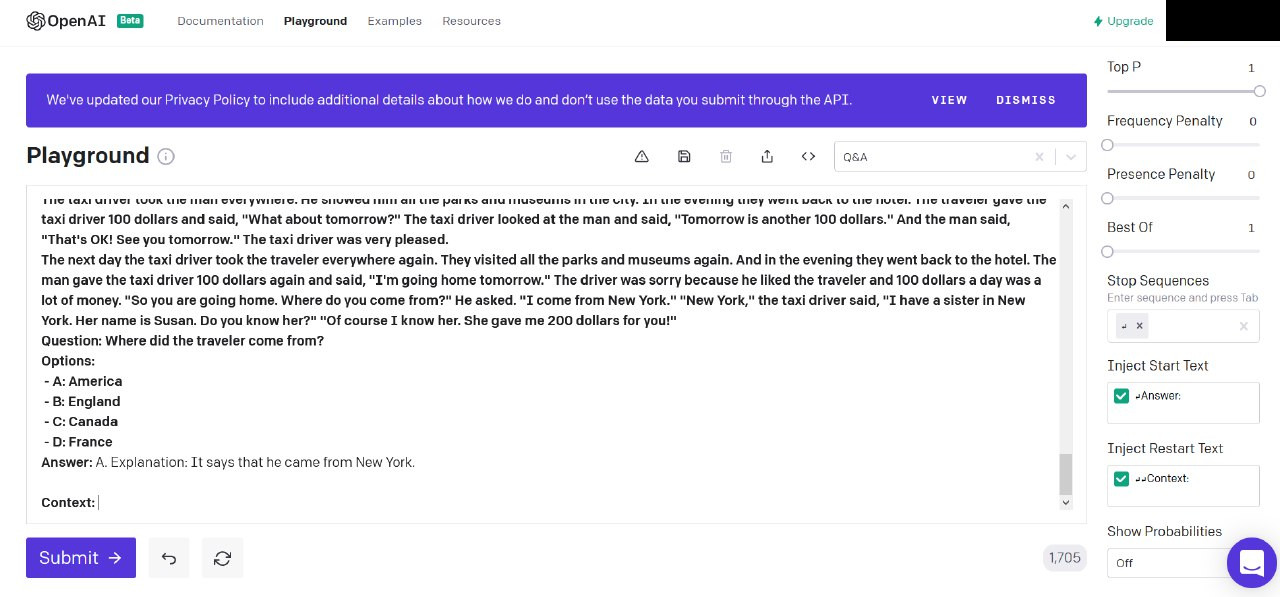 OpenAI Beta Documentation Playground Examples Resources Upgrade
We've updated our Privacy Policy to include additional details about how we do and don't use the data you submit through the API. VIEW DISMISS
Playground
Q&A
The taxi driver took the man everywhere. He showed him all the parks and museums in the city. In the evening they went back to the hotel. The traveler gave the
taxi driver 100 dollars and said, "What about tomorrow?" The taxi driver looked at the man and said, "Tomorrow is another 100 dollars." And the man said,
"That's OK! See you tomorrow." The taxi driver was very pleased.
The next day the taxi driver took the traveler everywhere again. They visited all the parks and museums again. And in the evening they went back to the hotel. The
man gave the taxi driver 100 dollars again and said, "I'm going home tomorrow." The driver was sorry because he liked the traveler and 100 dollars a day was a
lot of money. "So you are going home. Where do you come from?" He asked. "I come from New York." "New York," the taxi driver said, "I have a sister in New
York. Her name is Susan. Do you know her?" "Of course I know her. She gave me 200 dollars for you!"
Question: Where did the traveler come from?
Options:
- A: America
- B: England
- C: Canada
- D: France
Answer: A. Explanation: It says that he came from New York.
Context:
Submit →
1,705
Top P 1
Frequency Penalty 0
Presence Penalty 0
Best Of 1
Stop Sequences
Enter sequence and press Tab
↵ ×
Inject Start Text
↵Answer:
Inject Restart Text
↵↵Context:
Show Probabilities
Off